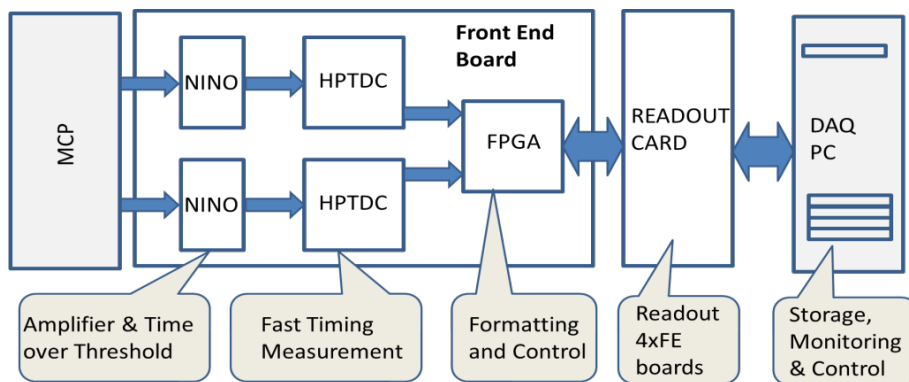 Front End
Board
MCP
NINO
HPTDC
FPGA
NINO
HPTDC
READOUT
CARD
DAQ
PC
Amplifier & Time
over Threshold
Fast Timing
Measurement
Formatting
and Control
Readout
4xFE
boards
Storage,
Monitoring
& Control